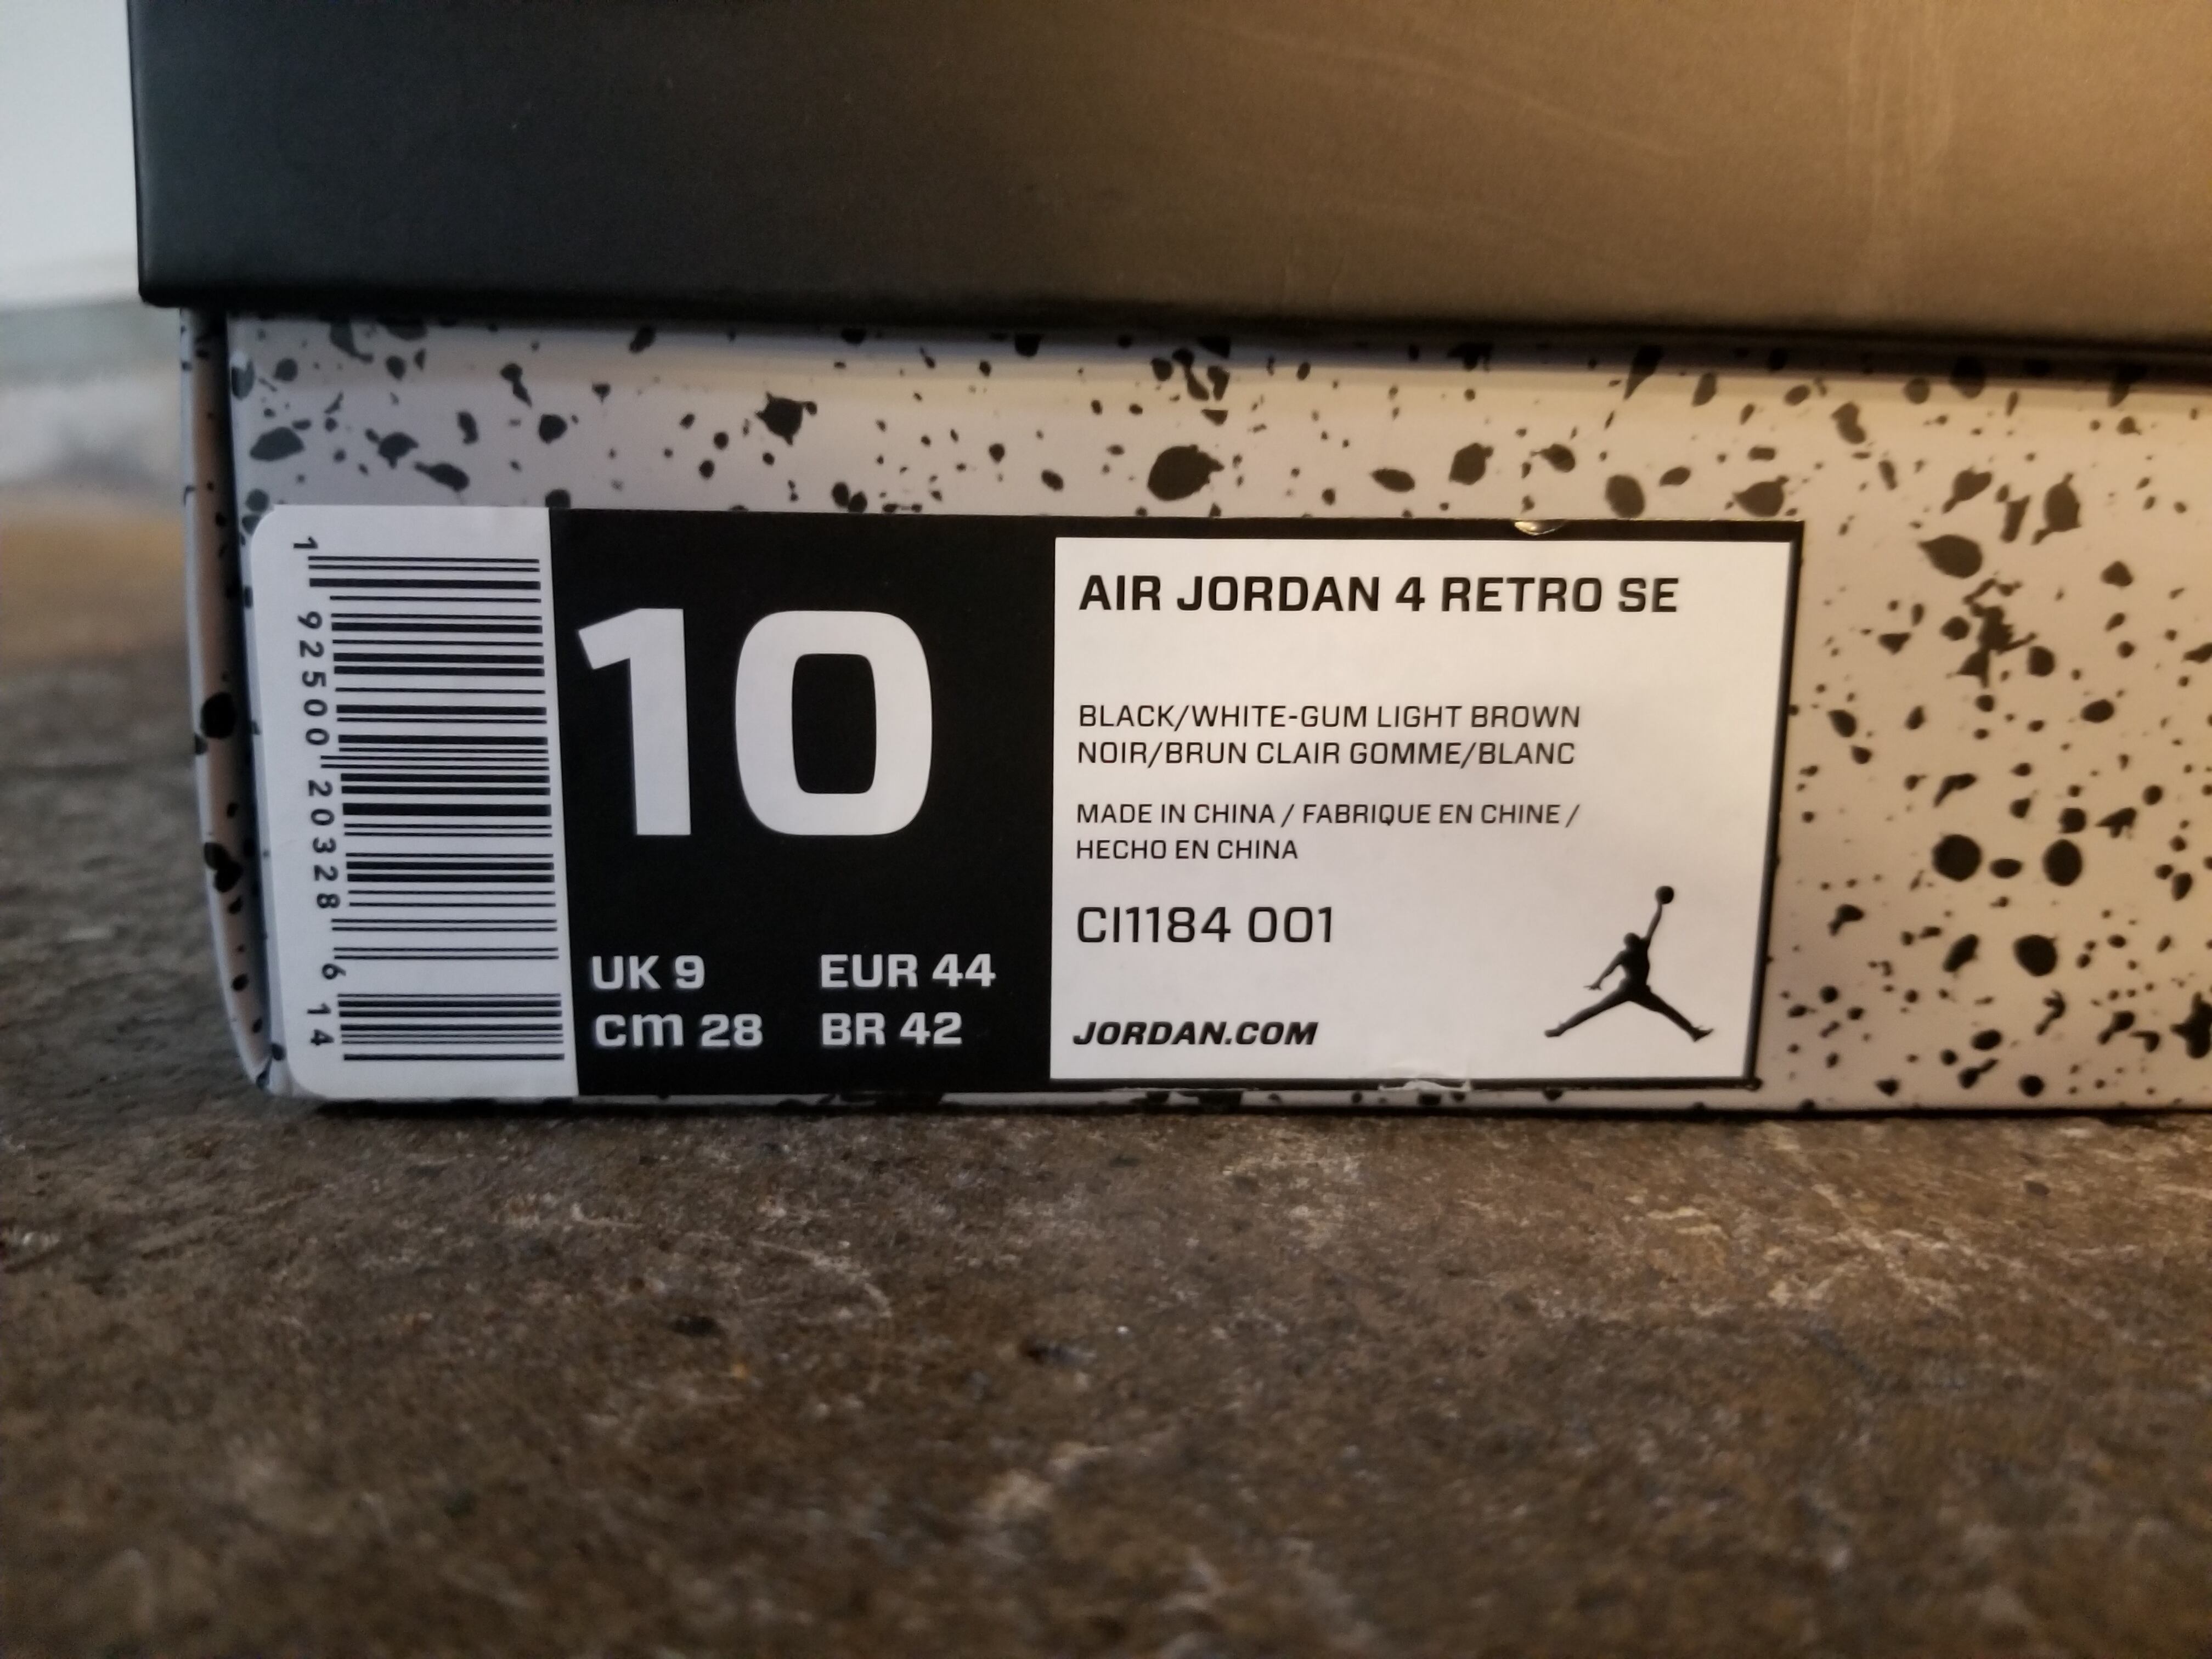 1 92500 20328 6 14
10
UK 9 EUR 44
cm 28 BR 42
AIR JORDAN 4 RETRO SE
BLACK/WHITE-GUM LIGHT BROWN
NOIR/BRUN CLAIR GOMME/BLANC
MADE IN CHINA / FABRIQUE EN CHINE /
HECHO EN CHINA
CI1184 001
JORDAN.COM